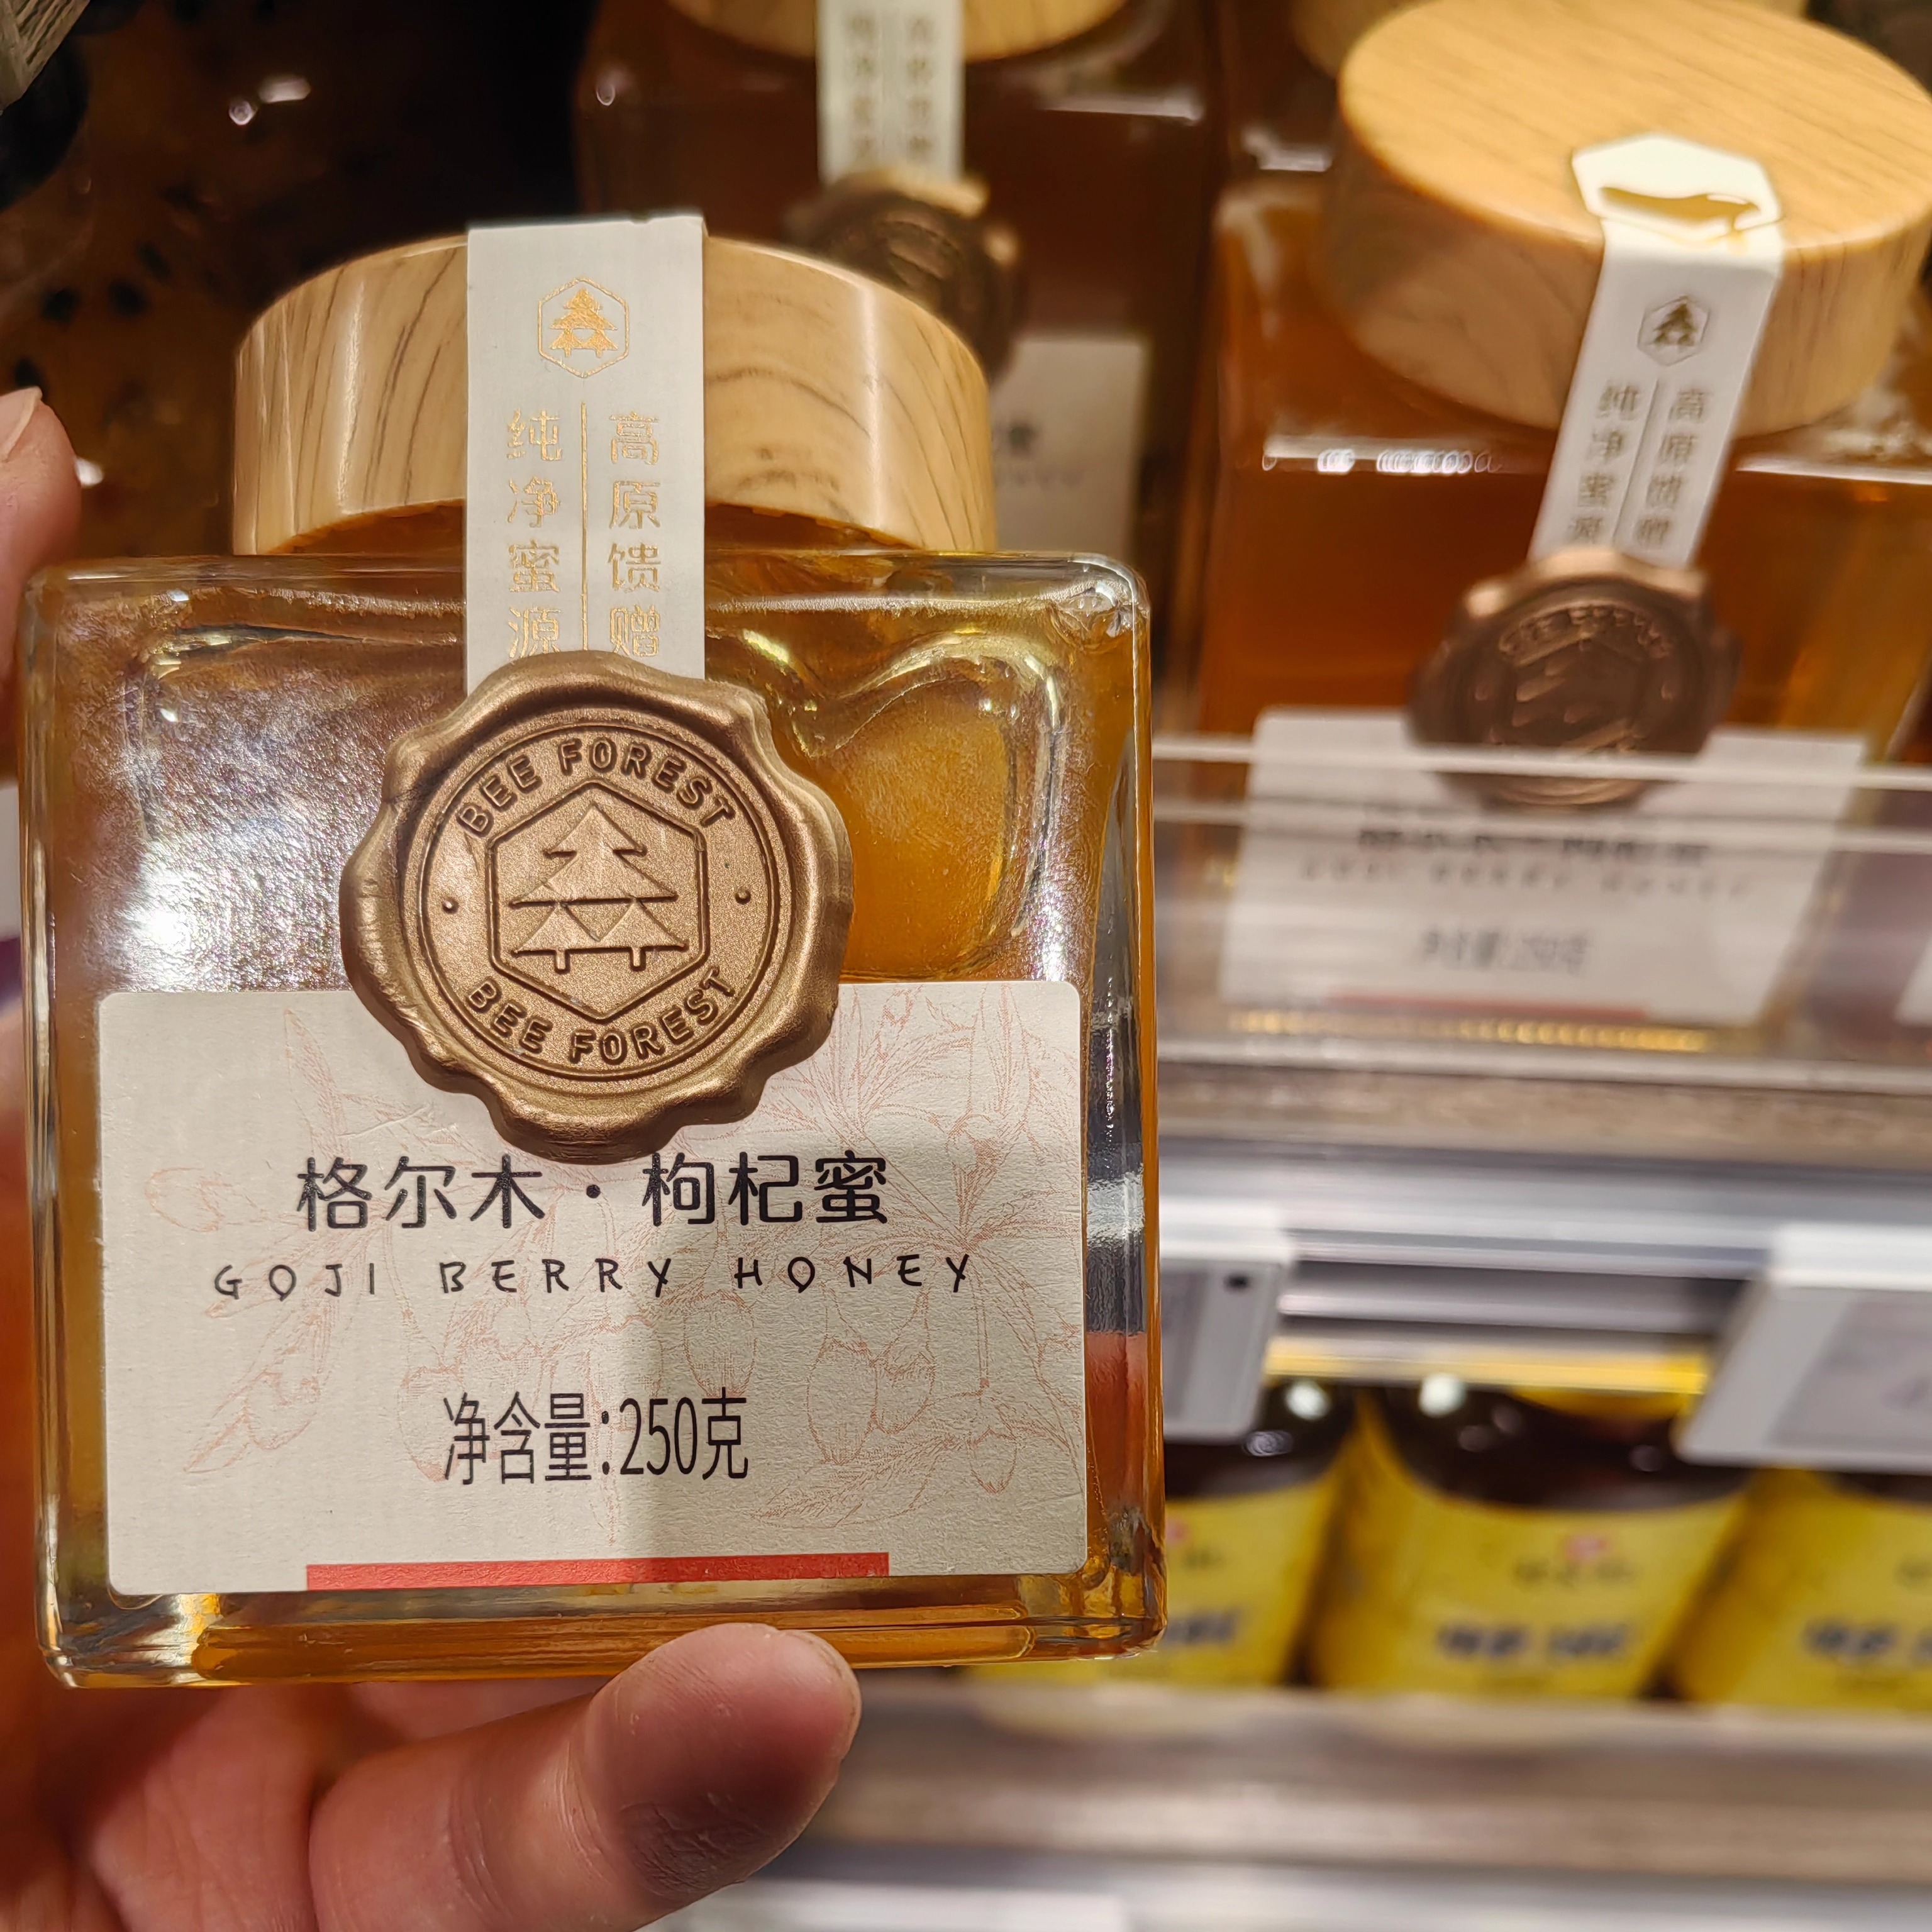 高原馈赠
纯净蜜源
BEE FOREST
BEE FOREST
格尔木·枸杞蜜
GOJI BERRY HONEY
净含量:250克
高原馈赠
纯净蜜源